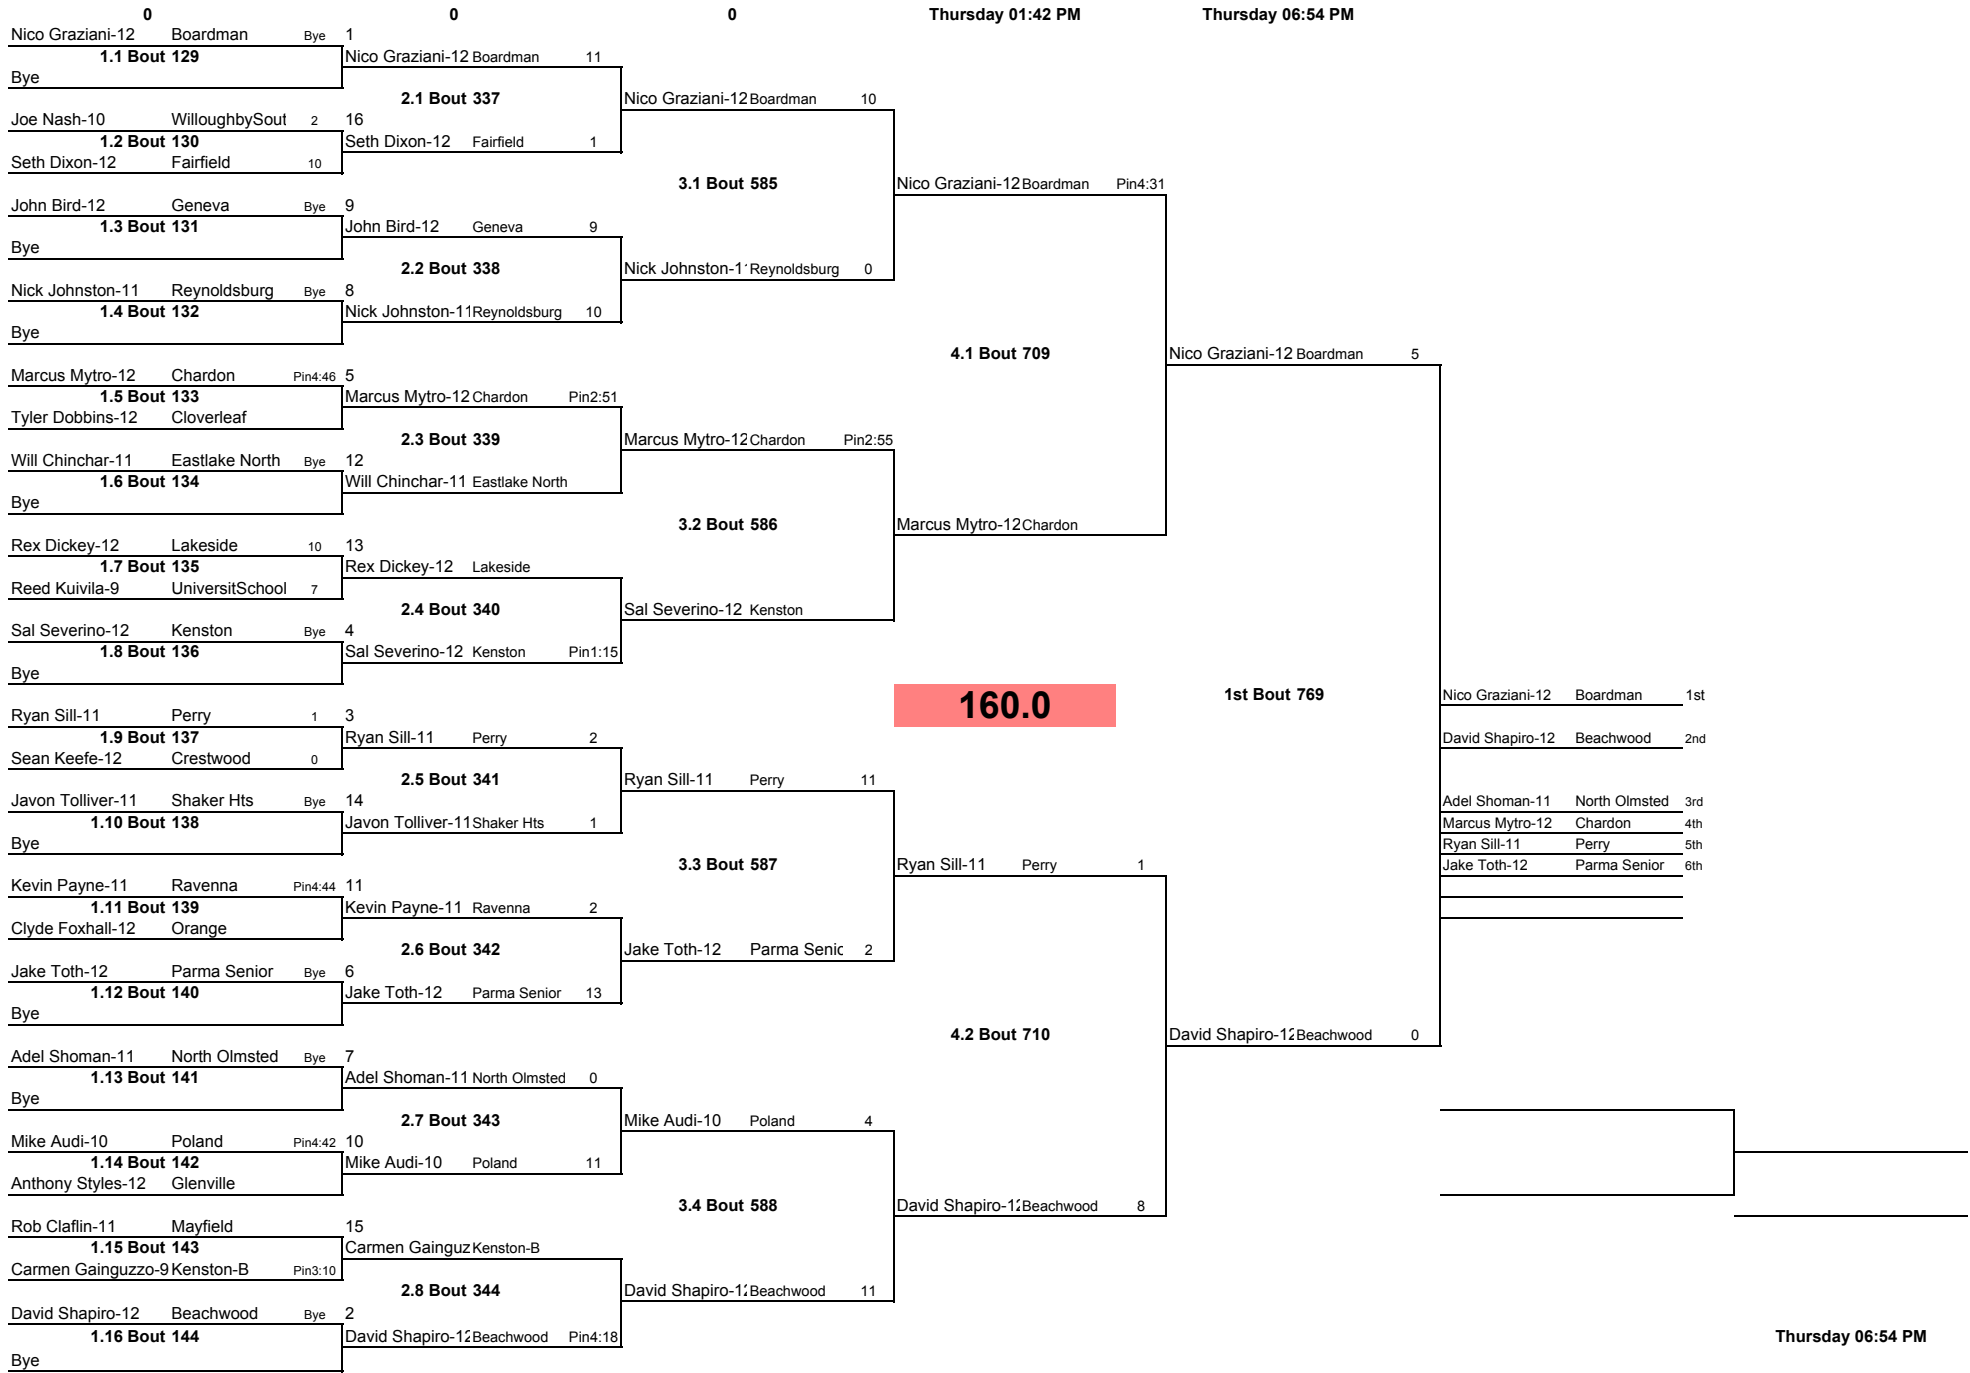 0 0 0 Thursday 01:42 PM Thursday 06:54 PM
Nico Graziani-12 Boardman Bye 1
1.1 Bout 129
Bye
Joe Nash-10 WilloughbySout 2 16
1.2 Bout 130
Seth Dixon-12 Fairfield 10
John Bird-12 Geneva Bye 9
1.3 Bout 131
Bye
Nick Johnston-11 Reynoldsburg Bye 8
1.4 Bout 132
Bye
Marcus Mytro-12 Chardon Pin4:46 5
1.5 Bout 133
Tyler Dobbins-12 Cloverleaf
Will Chinchar-11 Eastlake North Bye 12
1.6 Bout 134
Bye
Rex Dickey-12 Lakeside 10 13
1.7 Bout 135
Reed Kuivila-9 UniversitSchool 7
Sal Severino-12 Kenston Bye 4
1.8 Bout 136
Bye
Ryan Sill-11 Perry 1 3
1.9 Bout 137
Sean Keefe-12 Crestwood 0
Javon Tolliver-11 Shaker Hts Bye 14
1.10 Bout 138
Bye
Kevin Payne-11 Ravenna Pin4:44 11
1.11 Bout 139
Clyde Foxhall-12 Orange
Jake Toth-12 Parma Senior Bye 6
1.12 Bout 140
Bye
Adel Shoman-11 North Olmsted Bye 7
1.13 Bout 141
Bye
Mike Audi-10 Poland Pin4:42 10
1.14 Bout 142
Anthony Styles-12 Glenville
Rob Claflin-11 Mayfield 15
1.15 Bout 143
Carmen Gainguzzo-9 Kenston-B Pin3:10
David Shapiro-12 Beachwood Bye 2
1.16 Bout 144
Bye
Nico Graziani-12 Boardman 11
2.1 Bout 337
Seth Dixon-12 Fairfield 1
John Bird-12 Geneva 9
2.2 Bout 338
Nick Johnston-11 Reynoldsburg 10
Marcus Mytro-12 Chardon Pin2:51
2.3 Bout 339
Will Chinchar-11 Eastlake North
Rex Dickey-12 Lakeside
2.4 Bout 340
Sal Severino-12 Kenston Pin1:15
Ryan Sill-11 Perry 2
2.5 Bout 341
Javon Tolliver-11 Shaker Hts 1
Kevin Payne-11 Ravenna 2
2.6 Bout 342
Jake Toth-12 Parma Senior 13
Adel Shoman-11 North Olmsted 0
2.7 Bout 343
Mike Audi-10 Poland 11
Carmen Gainguz Kenston-B
2.8 Bout 344
David Shapiro-12 Beachwood Pin4:18
Nico Graziani-12 Boardman 10
3.1 Bout 585
Nick Johnston-1 Reynoldsburg 0
Marcus Mytro-12 Chardon Pin2:55
3.2 Bout 586
Sal Severino-12 Kenston
Ryan Sill-11 Perry 11
3.3 Bout 587
Jake Toth-12 Parma Senic 2
Mike Audi-10 Poland 4
3.4 Bout 588
David Shapiro-12 Beachwood 11
Nico Graziani-12 Boardman Pin4:31
4.1 Bout 709
Marcus Mytro-12 Chardon
160.0
Ryan Sill-11 Perry 1
4.2 Bout 710
David Shapiro-12 Beachwood 8
Nico Graziani-12 Boardman 5
1st Bout 769
David Shapiro-12 Beachwood 0
Nico Graziani-12 Boardman 1st
David Shapiro-12 Beachwood 2nd
Adel Shoman-11 North Olmsted 3rd
Marcus Mytro-12 Chardon 4th
Ryan Sill-11 Perry 5th
Jake Toth-12 Parma Senior 6th
Thursday 06:54 PM